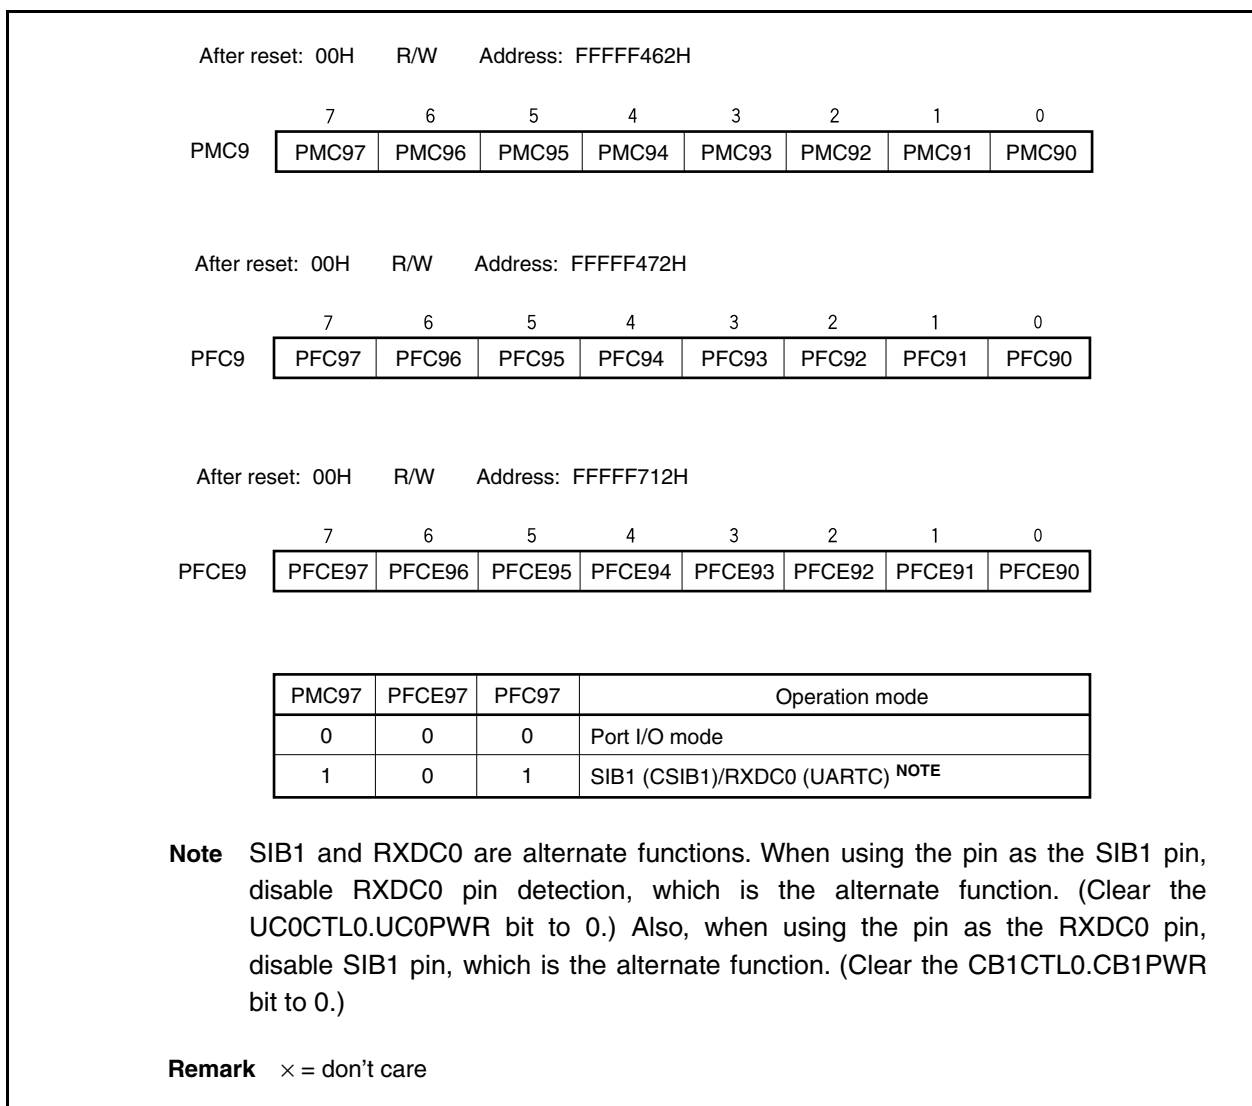 After reset: 00H R/W Address: FFFFF462H
7 6 5 4 3 2 1 0
PMC9 PMC97 PMC96 PMC95 PMC94 PMC93 PMC92 PMC91 PMC90
After reset: 00H R/W Address: FFFFF472H
7 6 5 4 3 2 1 0
PFC9 PFC97 PFC96 PFC95 PFC94 PFC93 PFC92 PFC91 PFC90
After reset: 00H R/W Address: FFFFF712H
7 6 5 4 3 2 1 0
PFCE9 PFCE97 PFCE96 PFCE95 PFCE94 PFCE93 PFCE92 PFCE91 PFCE90
PMC97 PFCE97 PFC97 Operation mode
0 0 0 Port I/O mode
1 0 1 SIB1 (CSIB1)/RXDC0 (UARTC) NOTE
Note SIB1 and RXDC0 are alternate functions. When using the pin as the SIB1 pin,
disable RXDC0 pin detection, which is the alternate function. (Clear the
UC0CTL0.UC0PWR bit to 0.) Also, when using the pin as the RXDC0 pin,
disable SIB1 pin, which is the alternate function. (Clear the CB1CTL0.CB1PWR
bit to 0.)
Remark × = don't care